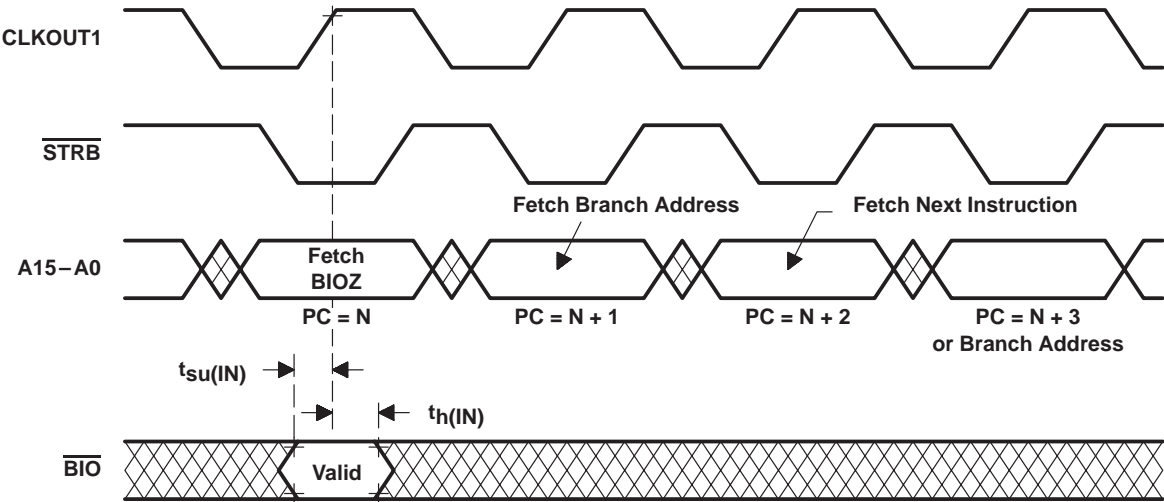 CLKOUT1
STRB
Fetch Branch Address
Fetch Next Instruction
A15–A0
Fetch
BIOZ
PC = N
PC = N + 1
PC = N + 2
PC = N + 3
or Branch Address
tsu(IN)
th(IN)
BIO
Valid